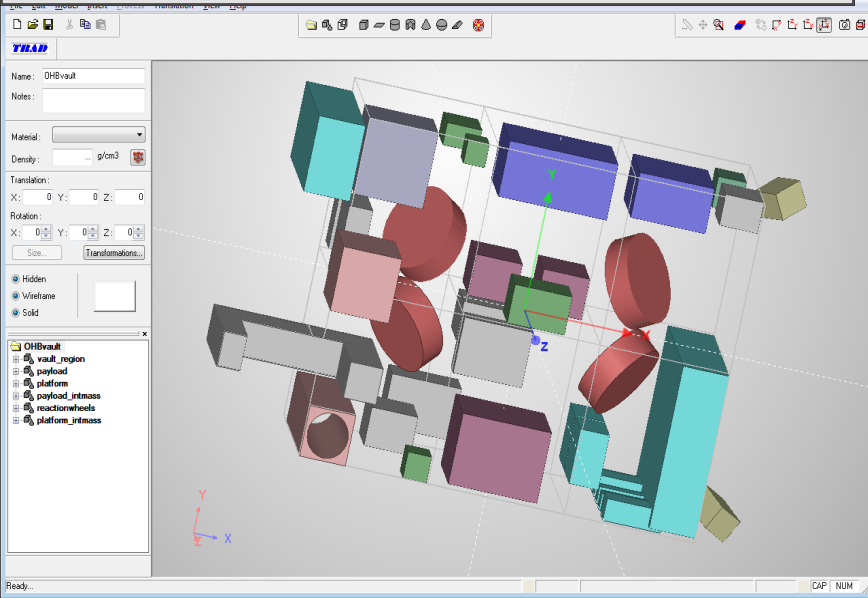 File Edit Model Insert Process Translation View Help
TRAD
Name : OHBvault
Notes :
Material :
Density : ... g/cm3
Translation :
X : 0 Y : 0 Z : 0
Rotation :
X : 0 Y : 0 Z : 0
Size... Transformations...
Hidden
Wireframe
Solid
x
OHBvault
vault_region
payload
platform
payload_intmass
reactionwheels
platform_intmass
Y
X
Z
Y
X
Z
Ready...
CAP NUM